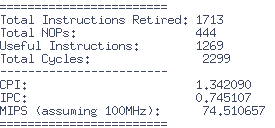 ========================
Total Instructions Retired: 1713
Total NOPs: 444
Useful Instructions: 1269
Total Cycles: 2299
------------------------
CPI: 1.342090
IPC: 0.745107
MIPS (assuming 100MHz): 74.510657
========================